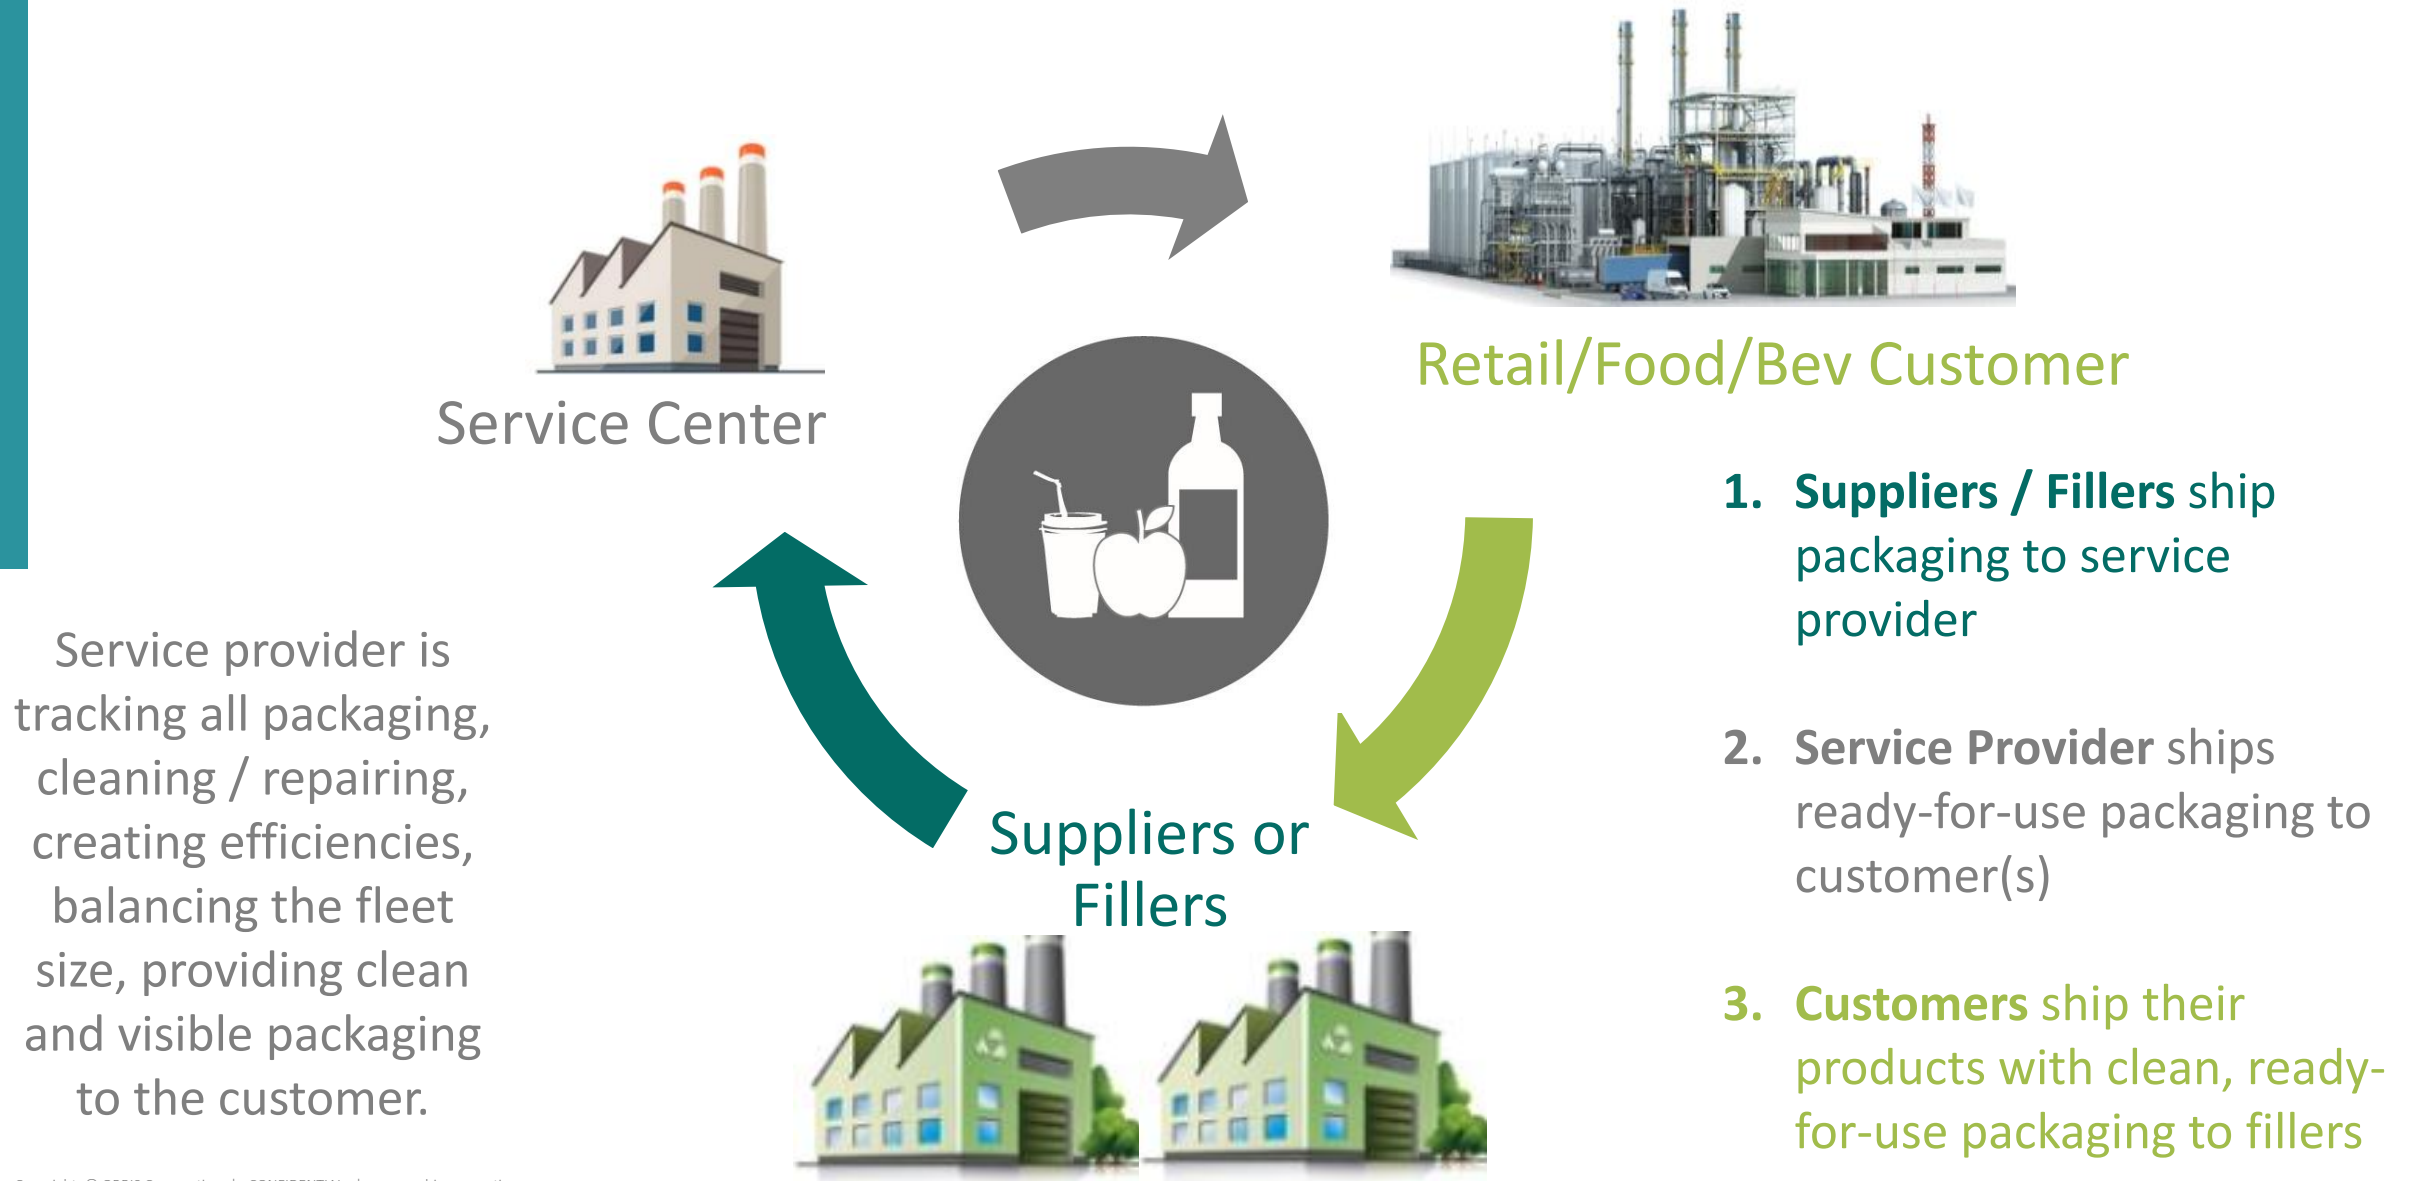 Service Center
Retail/Food/Bev Customer
Suppliers or
Fillers
Service provider is
tracking all packaging,
cleaning / repairing,
creating efficiencies,
balancing the fleet
size, providing clean
and visible packaging
to the customer.
1. Suppliers / Fillers ship
packaging to service
provider
2. Service Provider ships
ready-for-use packaging to
customer(s)
3. Customers ship their
products with clean, ready-
for-use packaging to fillers